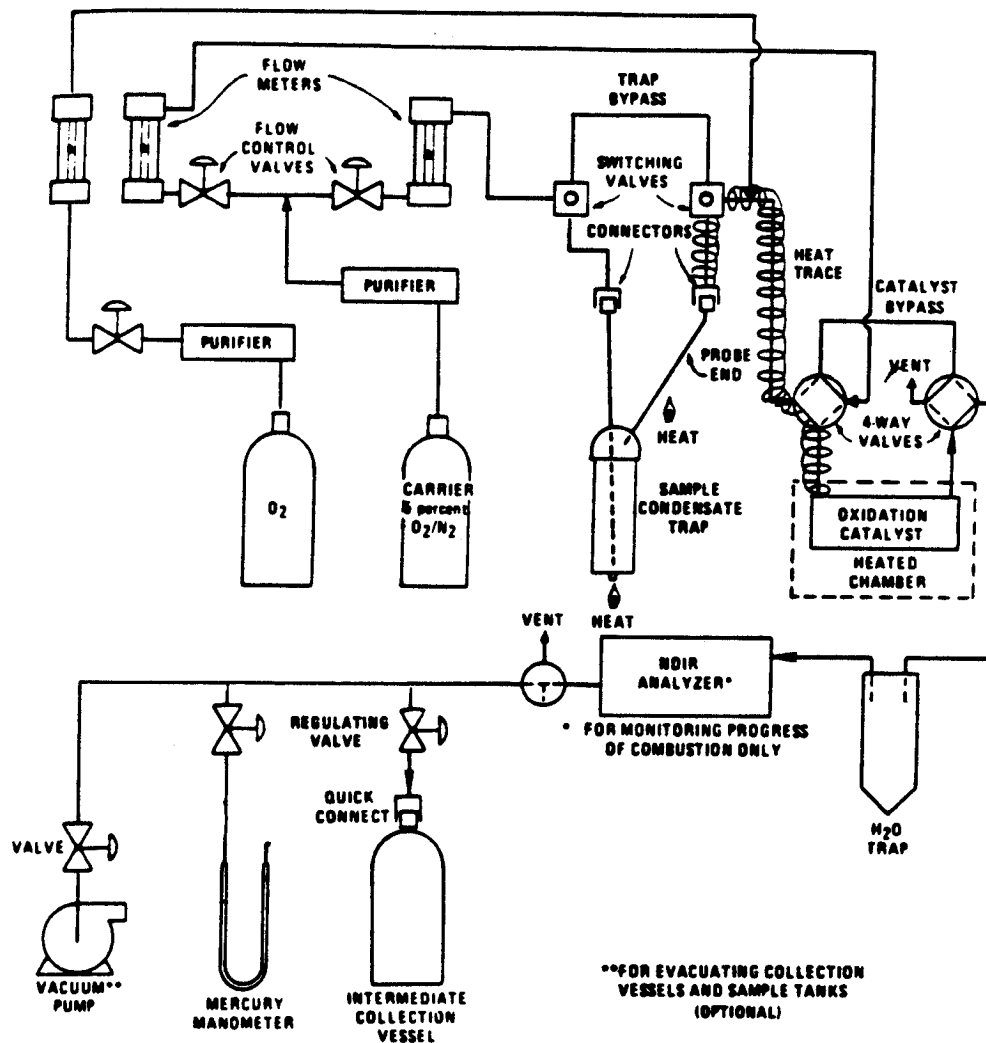 FLOW
METERS
TRAP
BYPASS
FLOW
CONTROL
VALVES
SWITCHING
VALVES
CONNECTORS
HEAT
TRACE
PURIFIER
CATALYST
BYPASS
PURIFIER
PROBE
END
VENT
HEAT
4-WAY
VALVES
O2
CARRIER
5 percent
O2/N2
SAMPLE
CONDENSATE
TRAP
OXIDATION
CATALYST
HEATED
CHAMBER
VENT
HEAT
NDIR
ANALYZER*
REGULATING
VALVE
* FOR MONITORING PROGRESS
OF COMBUSTION ONLY
QUICK
CONNECT
VALVE
H2O
TRAP
VACUUM**
PUMP
MERCURY
MANOMETER
INTERMEDIATE
COLLECTION
VESSEL
**FOR EVACUATING COLLECTION
VESSELS AND SAMPLE TANKS
(OPTIONAL)